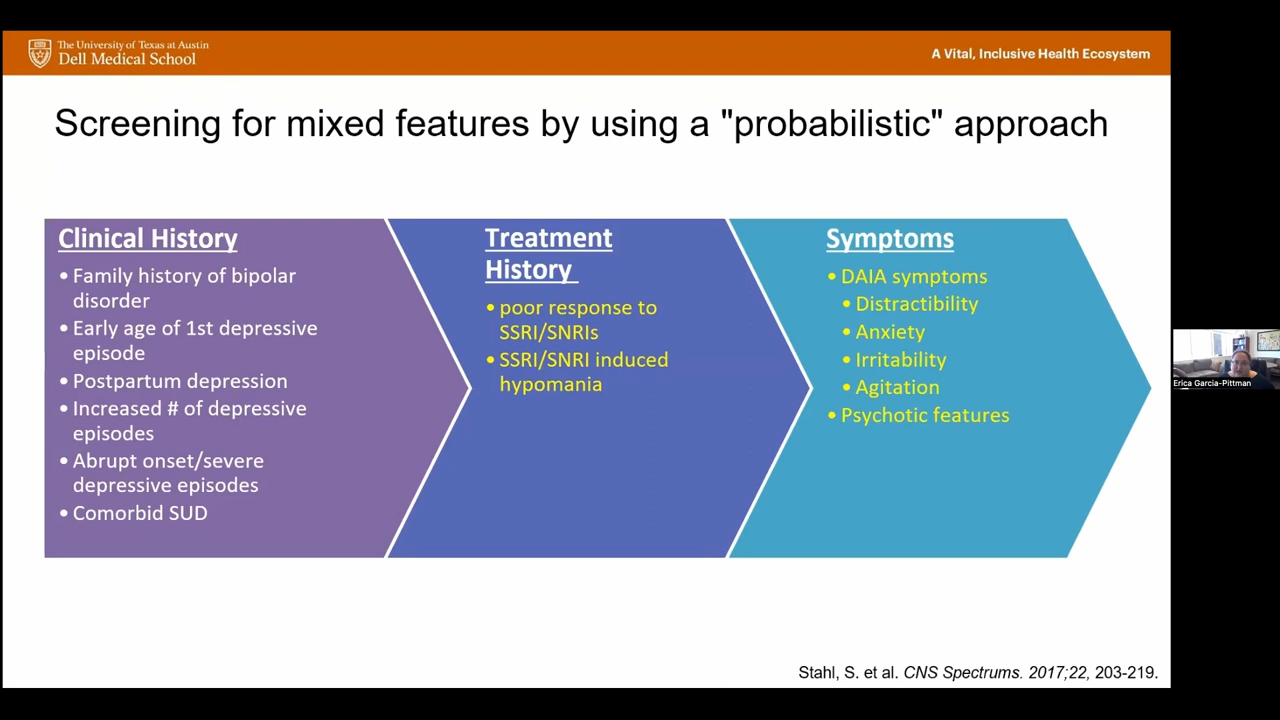 The University of Texas at Austin
Dell Medical School
A Vital, Inclusive Health Ecosystem
Screening for mixed features by using a "probabilistic" approach
Clinical History
• Family history of bipolar
disorder
• Early age of 1st depressive
episode
• Postpartum depression
• Increased # of depressive
episodes
• Abrupt onset/severe
depressive episodes
• Comorbid SUD
Treatment
History
• poor response to
SSRI/SNRIs
• SSRI/SNRI induced
hypomania
Symptoms
• DAIA symptoms
• Distractibility
• Anxiety
• Irritability
• Agitation
• Psychotic features
Erica Garcia-Pittman
Stahl, S. et al. CNS Spectrums. 2017;22, 203-219.